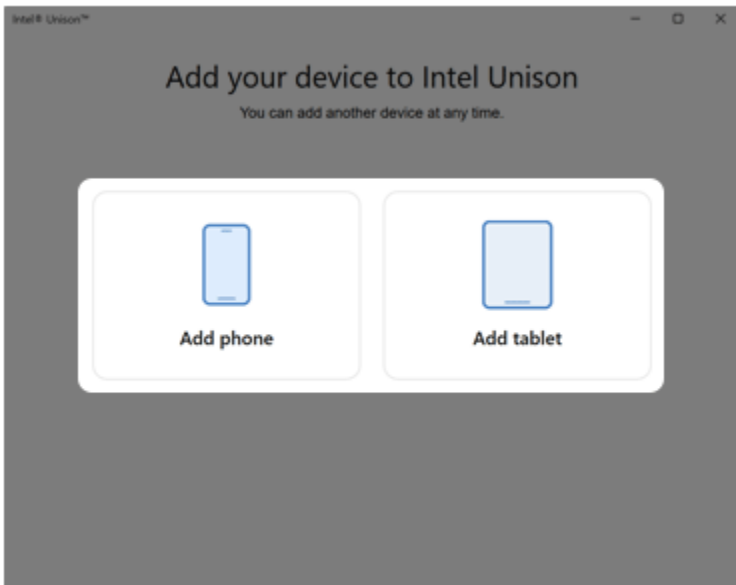 Intel® Unison™
Add your device to Intel Unison
You can add another device at any time.
Add phone
Add tablet